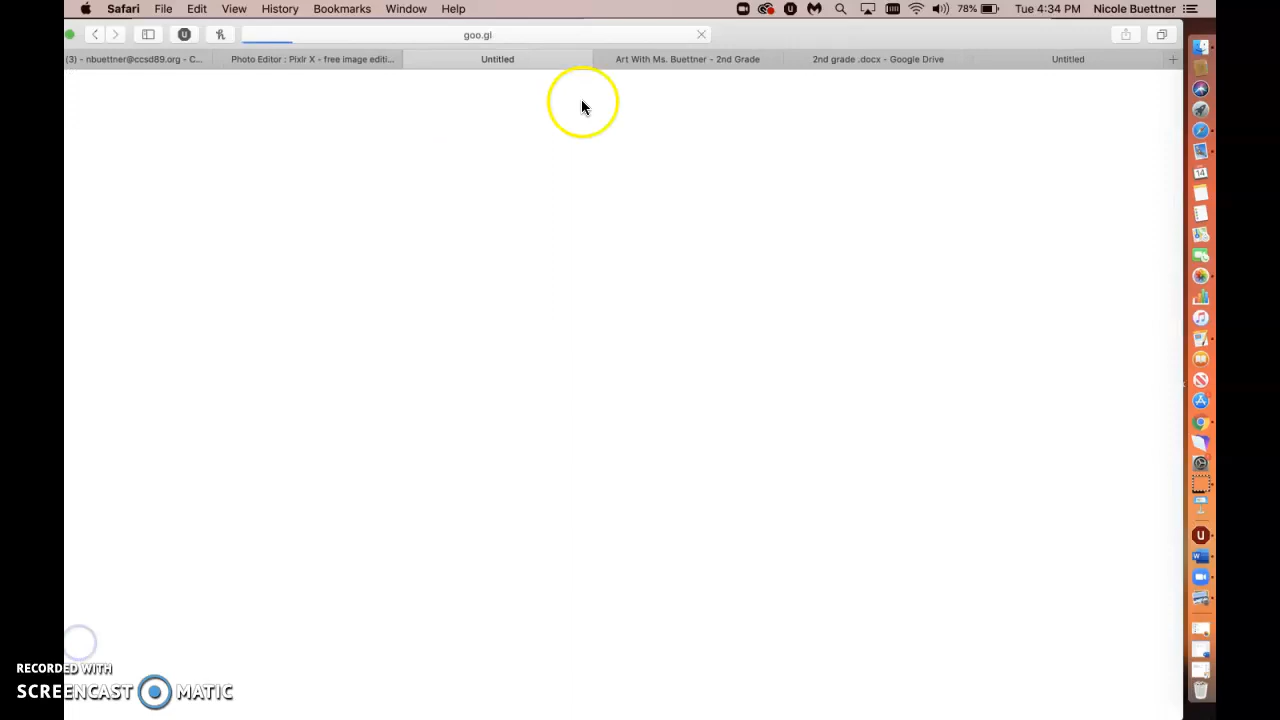 Safari File Edit View History Bookmarks Window Help 78% Tue 4:34 PM Nicole Buettner
goo.gl
(3) - nbuettner@ccsd89.org - C... Photo Editor : Pixlr X - free image editi... Untitled Art With Ms. Buettner - 2nd Grade 2nd grade .docx - Google Drive Untitled
RECORDED WITH
SCREENCAST MATIC